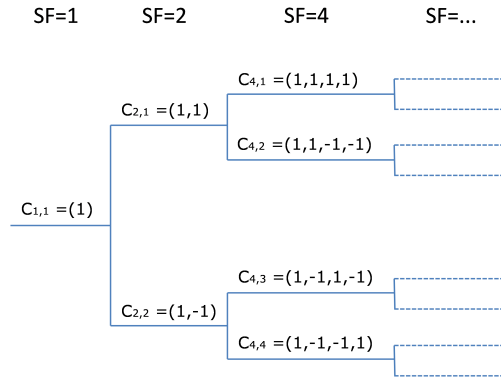 SF=1 SF=2 SF=4 SF=...
C4,1 =(1,1,1,1)
C2,1 =(1,1)
C4,2 =(1,1,-1,-1)
C1,1 =(1)
C4,3 =(1,-1,1,-1)
C2,2 =(1,-1)
C4,4 =(1,-1,-1,1)